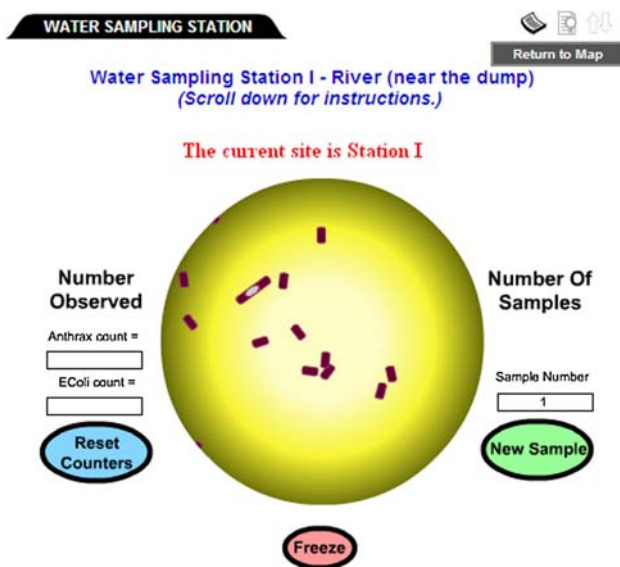 WATER SAMPLING STATION
Return to Map
Water Sampling Station I - River (near the dump)
(Scroll down for instructions.)
The current site is Station I
Number
Observed
Anthrax count =
EColi count =
Reset
Counters
Number Of
Samples
Sample Number
1
New Sample
Freeze